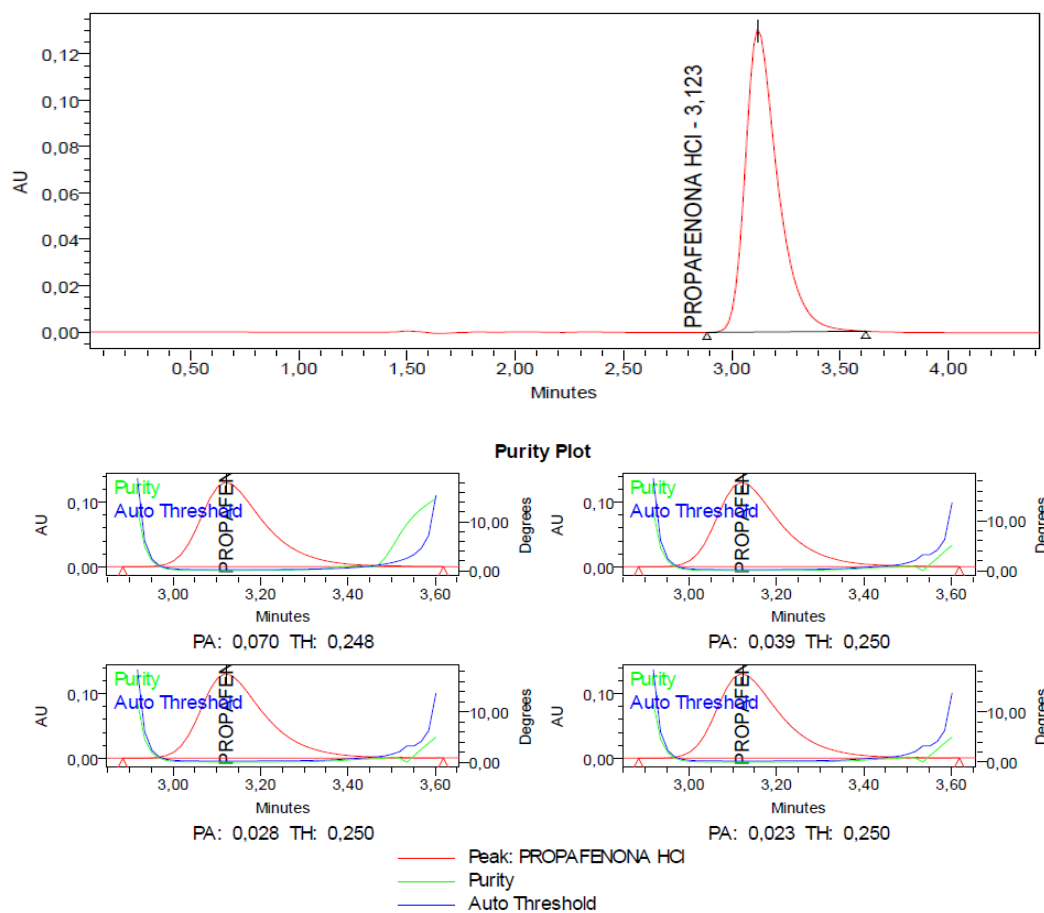 0,12
0,10
0,08
0,06
0,04
0,02
0,00
AU
PROPAFENONA HCl - 3,123
0,50 1,00 1,50 2,00 2,50 3,00 3,50 4,00
Minutes
Purity Plot
Purity
Auto Threshold
PROPAFEN
0,10
0,00
AU
10,00
0,00
Degrees
3,00 3,20 3,40 3,60
Minutes
PA: 0,070 TH: 0,248
Purity
Auto Threshold
PROPAFEN
0,10
0,00
AU
10,00
0,00
Degrees
3,00 3,20 3,40 3,60
Minutes
PA: 0,039 TH: 0,250
Purity
Auto Threshold
PROPAFEN
0,10
0,00
AU
10,00
0,00
Degrees
3,00 3,20 3,40 3,60
Minutes
PA: 0,028 TH: 0,250
Purity
Auto Threshold
PROPAFEN
0,10
0,00
AU
10,00
0,00
Degrees
3,00 3,20 3,40 3,60
Minutes
PA: 0,023 TH: 0,250
Peak: PROPAFENONA HCl
Purity
Auto Threshold